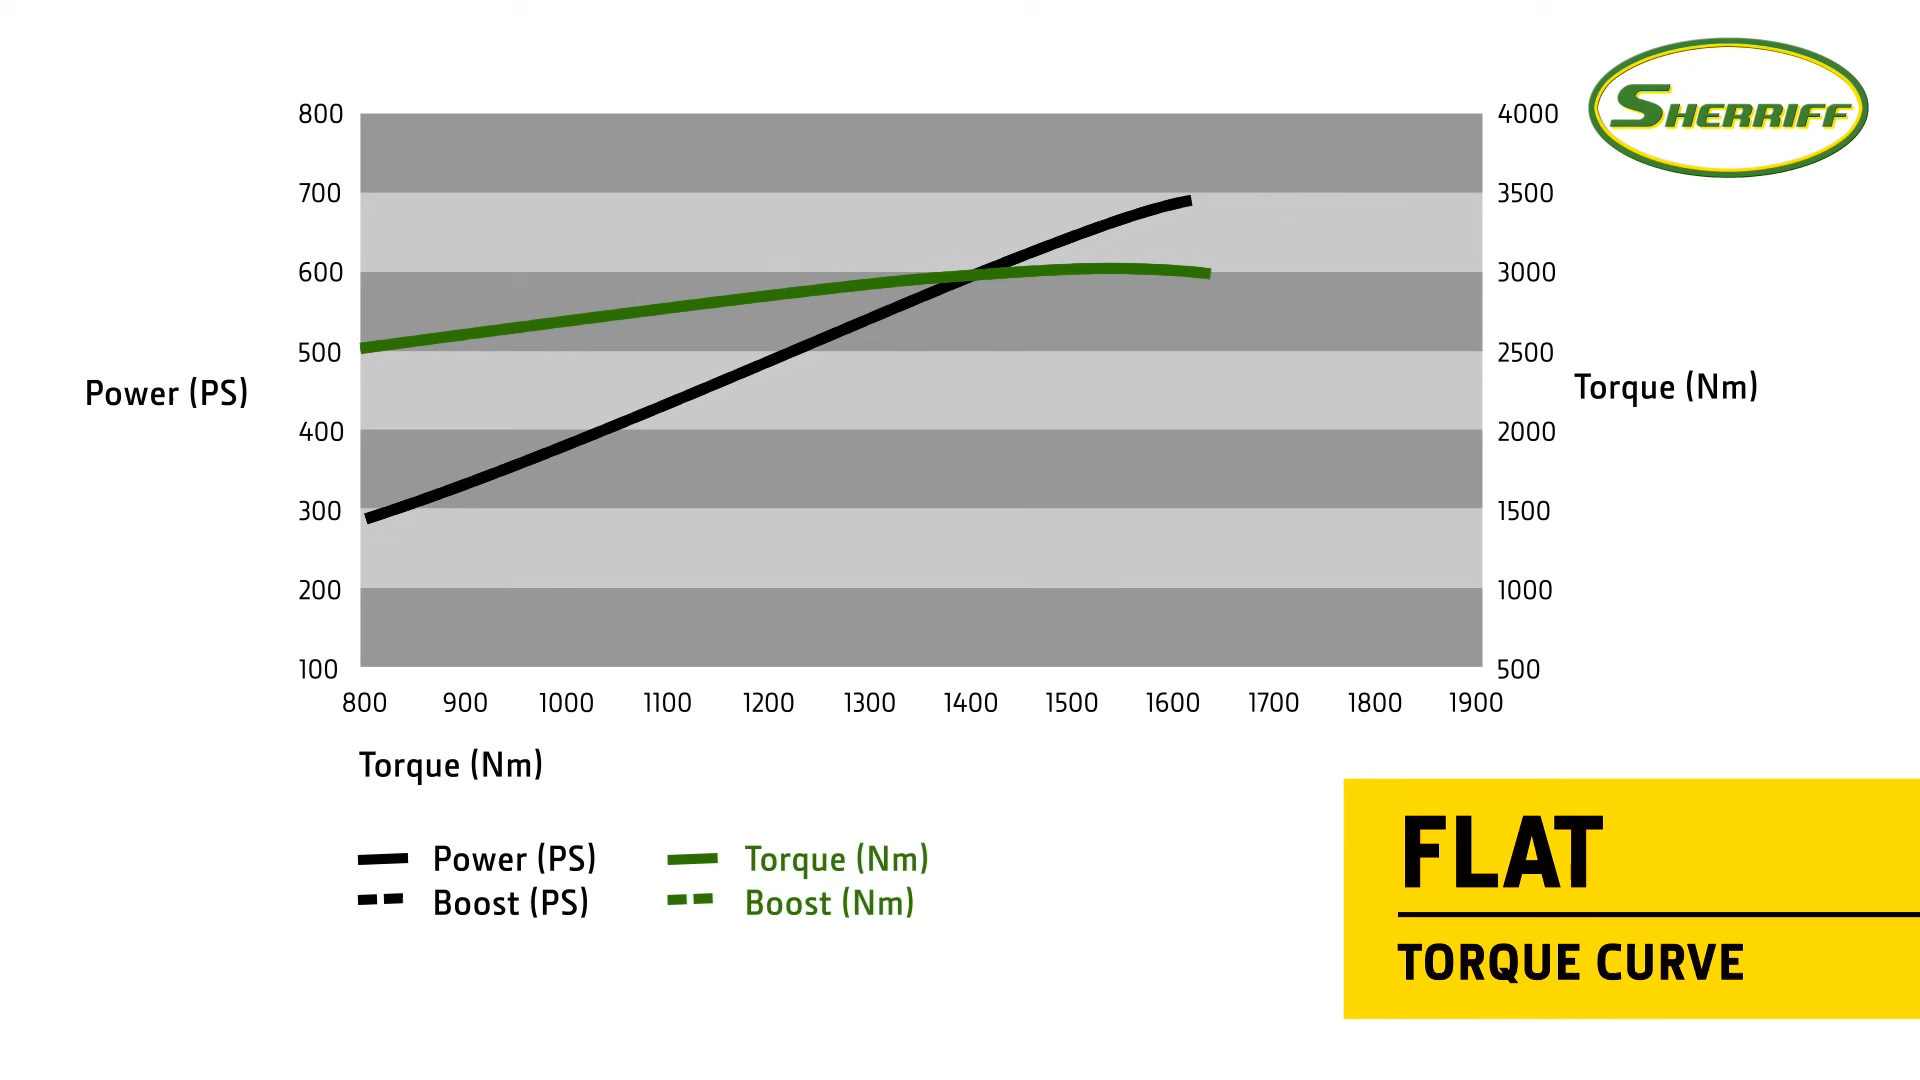 SHERRIFF
800 4000
700 3500
600 3000
500 2500
Power (PS) Torque (Nm)
400 2000
300 1500
200 1000
100 500
800 900 1000 1100 1200 1300 1400 1500 1600 1700 1800 1900
Torque (Nm)
Power (PS) Torque (Nm)
Boost (PS) Boost (Nm)
FLAT
TORQUE CURVE